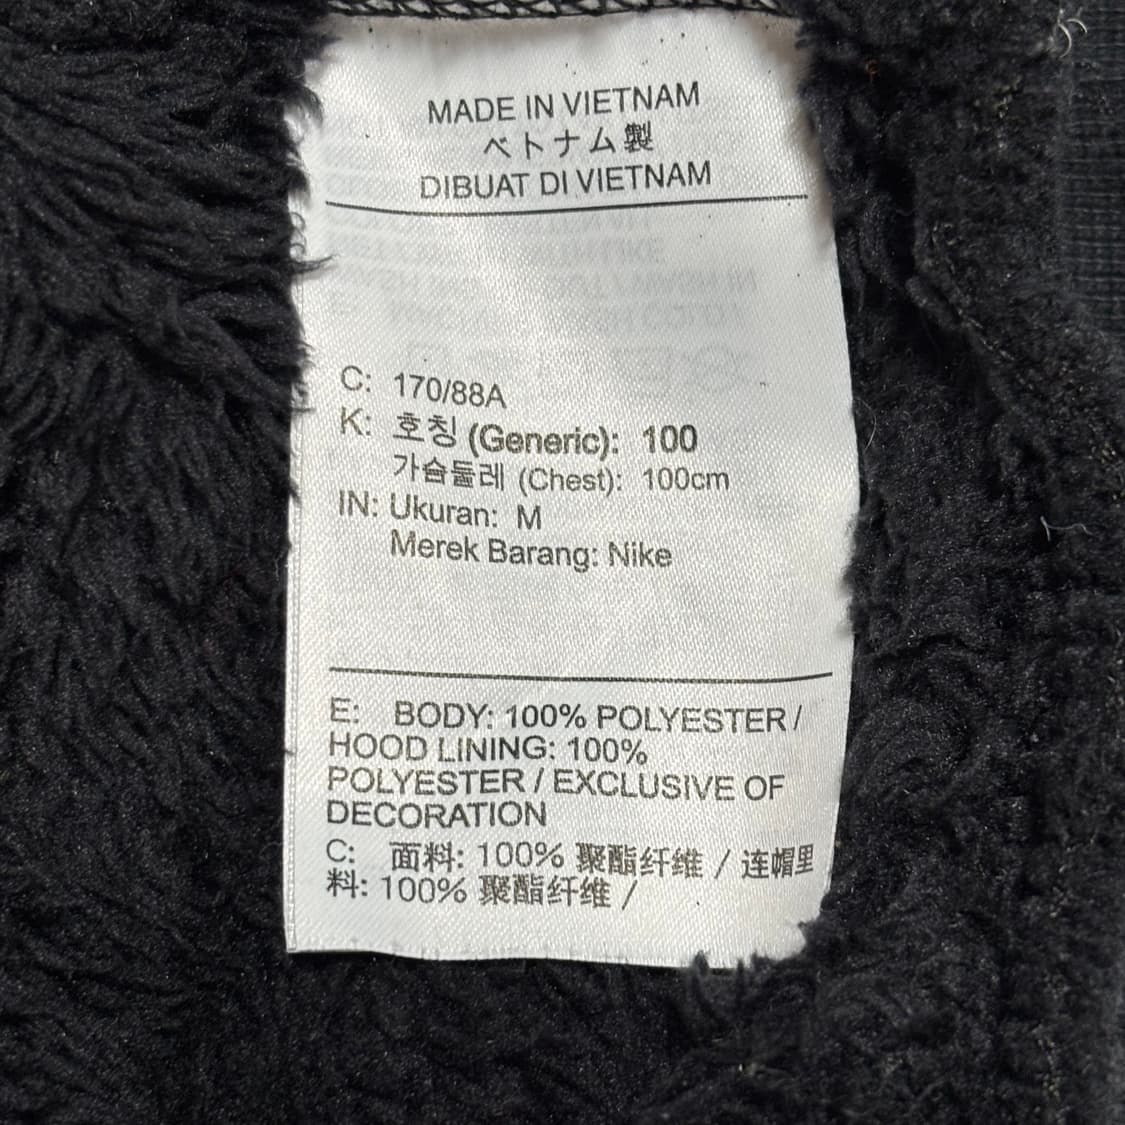 MADE IN VIETNAM
ベトナム製
DIBUAT DI VIETNAM
C: 170/88A
K: 호칭 (Generic): 100
가슴둘레 (Chest): 100cm
IN: Ukuran: M
Merek Barang: Nike
E: BODY: 100% POLYESTER /
HOOD LINING: 100%
POLYESTER / EXCLUSIVE OF
DECORATION
C: 面料: 100% 聚酯纤维 / 连帽里
料: 100% 聚酯纤维 /